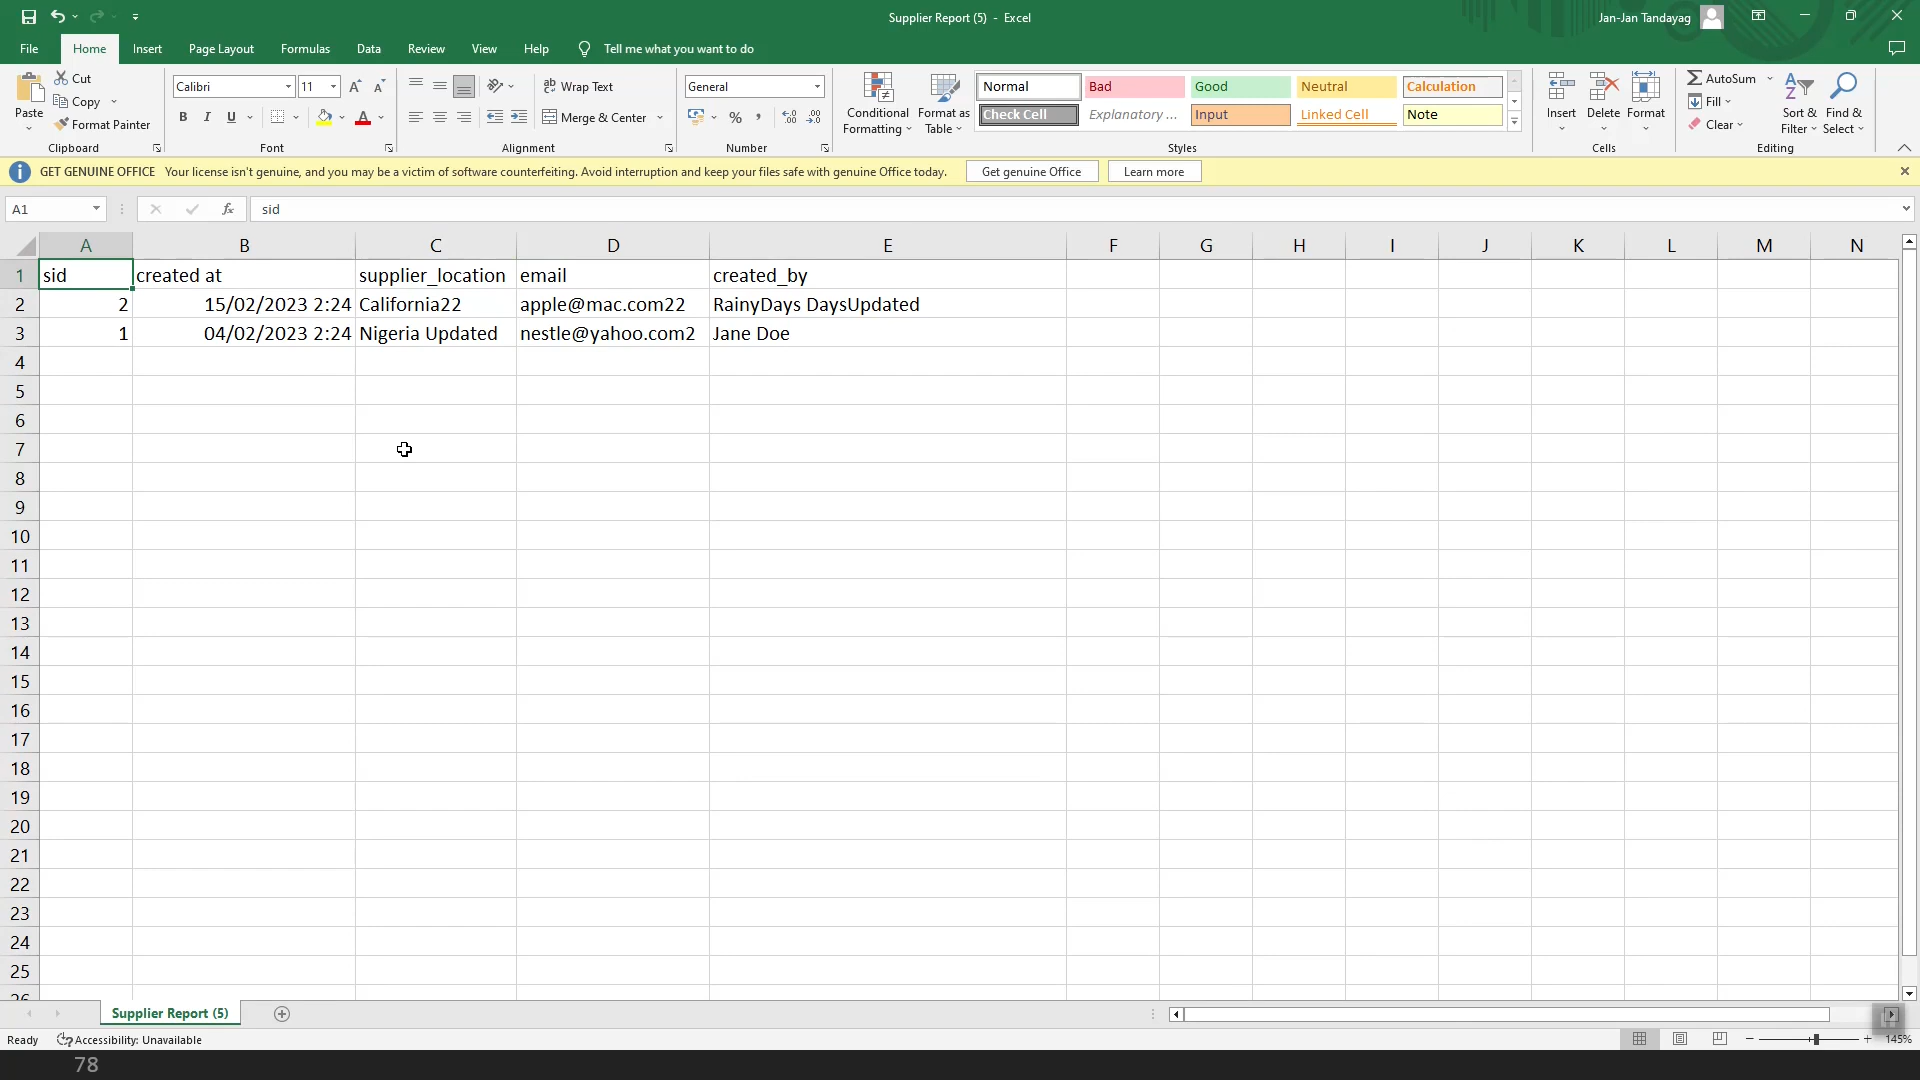 Supplier Report (5) - Excel
Jan-Jan Tandayag
File Home Insert Page Layout Formulas Data Review View Help Tell me what you want to do
Paste
Cut
Copy
Format Painter
Clipboard
Calibri 11
B I U
Font
Wrap Text
Merge & Center
Alignment
General
Number
Conditional Formatting
Format as Table
Normal Bad Good Neutral Calculation
Check Cell Explanatory ... Input Linked Cell Note
Styles
Insert Delete Format
Cells
AutoSum
Fill
Clear
Sort & Filter
Find & Select
Editing
GET GENUINE OFFICE Your license isn't genuine, and you may be a victim of software counterfeiting. Avoid interruption and keep your files safe with genuine Office today. Get genuine Office Learn more
A1 fx sid
A B C D E F G H I J K L M N
1 sid created at supplier_location email created_by
2 2 15/02/2023 2:24 California22 apple@mac.com22 RainyDays DaysUpdated
3 1 04/02/2023 2:24 Nigeria Updated nestle@yahoo.com2 Jane Doe
4
5
6
7
8
9
10
11
12
13
14
15
16
17
18
19
20
21
22
23
24
25
26
Supplier Report (5)
Ready Accessibility: Unavailable 145%
78